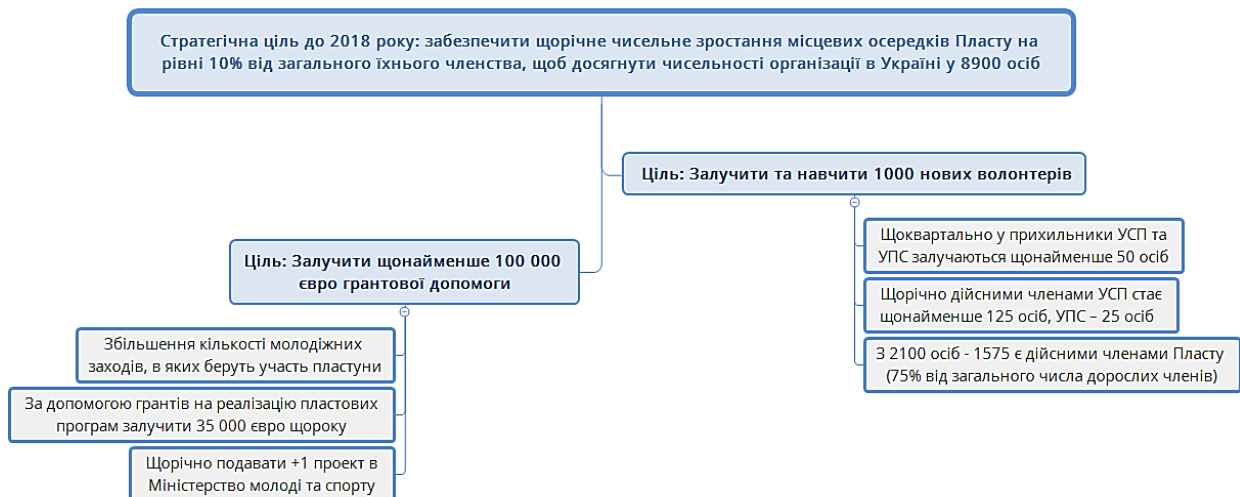 Стратегічна ціль до 2018 року: забезпечити щорічне чисельне зростання місцевих осередків Пласту на
рівні 10% від загального їхнього членства, щоб досягнути чисельності організації в Україні у 8900 осіб
Ціль: Залучити та навчити 1000 нових волонтерів
Щоквартально у прихильники УСП та
УПС залучаються щонайменше 50 осіб
Щорічно дійсними членами УСП стає
щонайменше 125 осіб, УПС – 25 осіб
З 2100 осіб - 1575 є дійсними членами Пласту
(75% від загального числа дорослих членів)
Ціль: Залучити щонайменше 100 000
євро грантової допомоги
Збільшення кількості молодіжних
заходів, в яких беруть участь пластуни
За допомогою грантів на реалізацію пластових
програм залучити 35 000 євро щороку
Щорічно подавати +1 проект в
Міністерство молоді та спорту